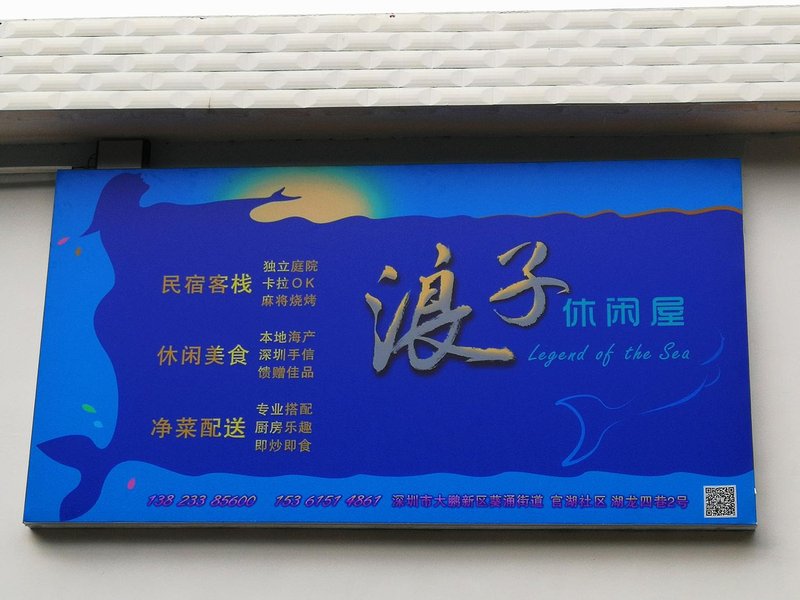 民宿客栈
独立庭院
卡拉OK
麻将烧烤
休闲美食
本地海产
深圳手信
馈赠佳品
净菜配送
专业搭配
厨房乐趣
即炒即食
浪子
休闲屋
Legend of the Sea
138 233 85600 153 6151 4861 深圳市大鹏新区葵涌街道 官湖社区 湖龙四巷2号